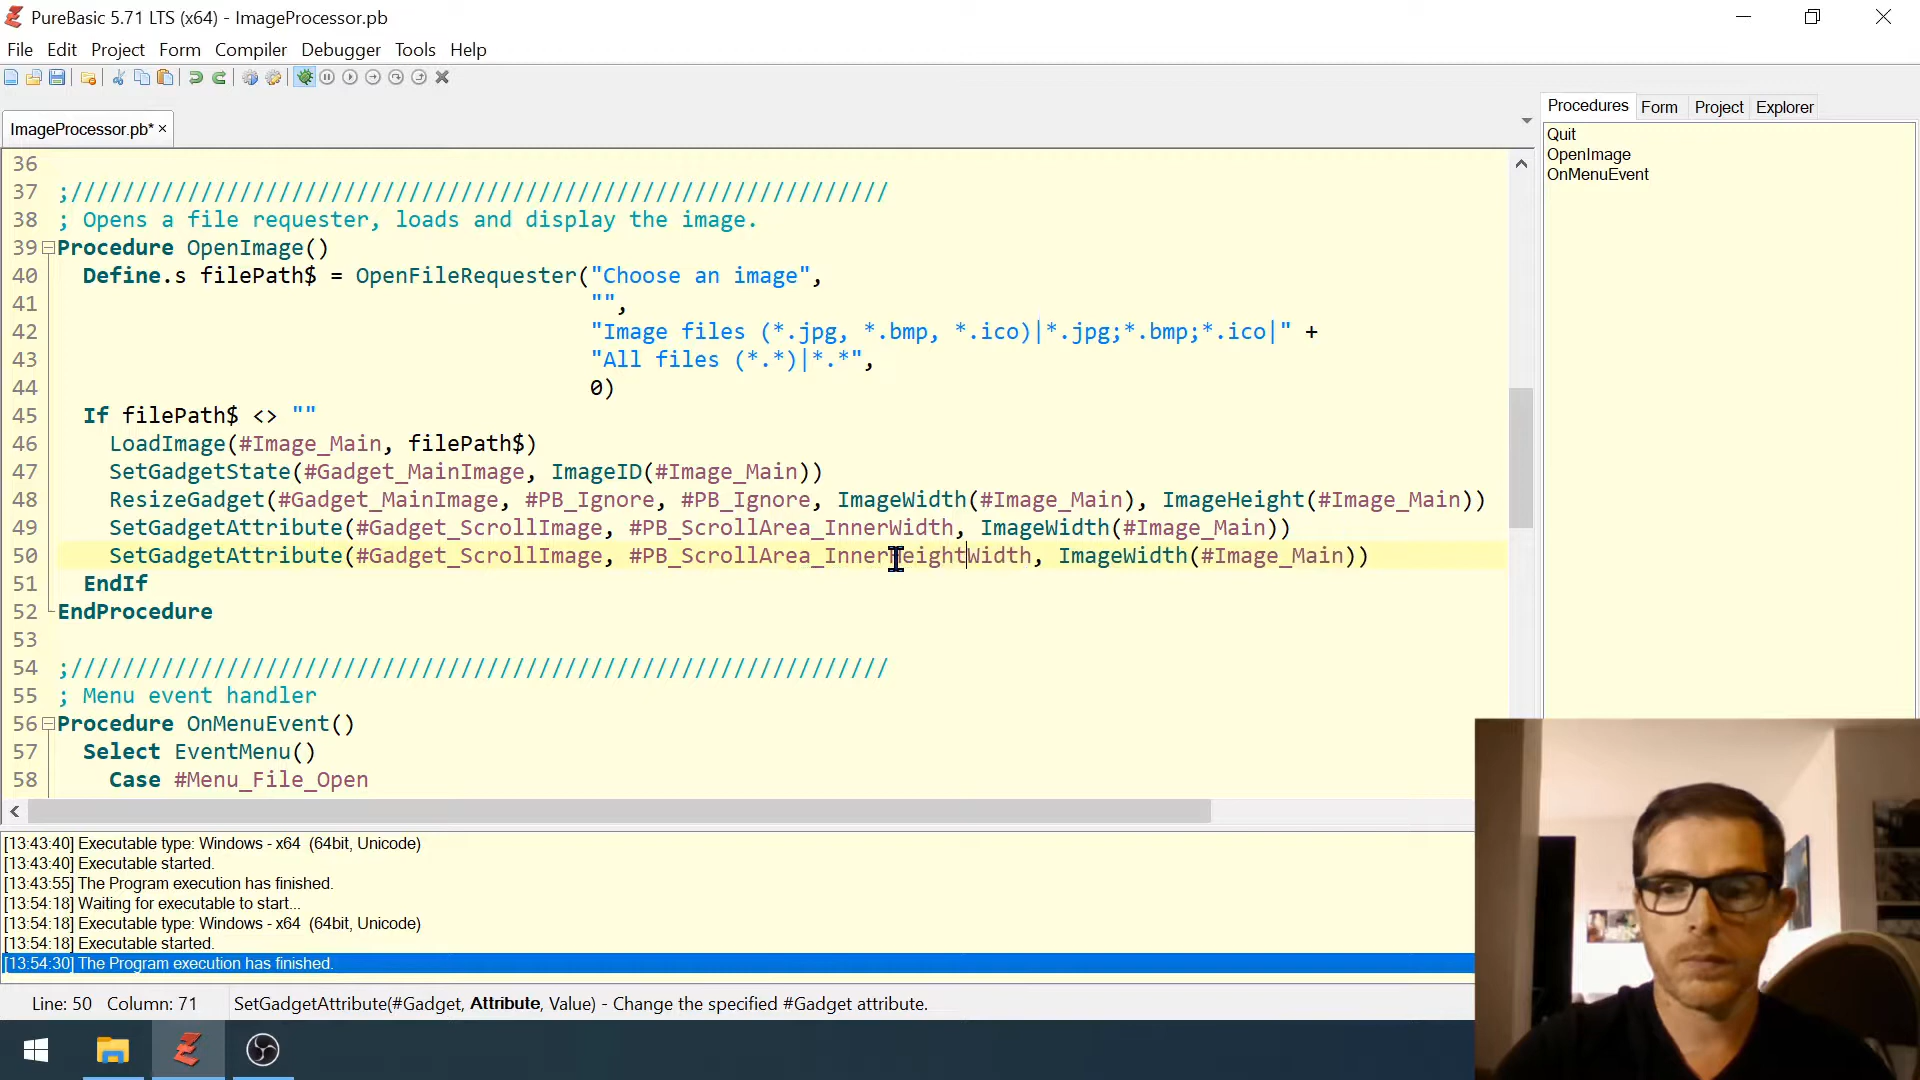 PureBasic 5.71 LTS (x64) - ImageProcessor.pb
File Edit Project Form Compiler Debugger Tools Help
ImageProcessor.pb* ×
Procedures Form Project Explorer
Quit
OpenImage
OnMenuEvent
36
37 ;///////////////////////////////////////////////////////////////
38 ; Opens a file requester, loads and display the image.
39 Procedure OpenImage()
40 Define.s filePath$ = OpenFileRequester("Choose an image",
41 "",
42 "Image files (*.jpg, *.bmp, *.ico)|*.jpg;*.bmp;*.ico|" +
43 "All files (*.*)|*.*",
44 0)
45 If filePath$ <> ""
46 LoadImage(#Image_Main, filePath$)
47 SetGadgetState(#Gadget_MainImage, ImageID(#Image_Main))
48 ResizeGadget(#Gadget_MainImage, #PB_Ignore, #PB_Ignore, ImageWidth(#Image_Main), ImageHeight(#Image_Main))
49 SetGadgetAttribute(#Gadget_ScrollImage, #PB_ScrollArea_InnerWidth, ImageWidth(#Image_Main))
50 SetGadgetAttribute(#Gadget_ScrollImage, #PB_ScrollArea_InnerHeightWidth, ImageWidth(#Image_Main))
51 EndIf
52 EndProcedure
53
54 ;///////////////////////////////////////////////////////////////
55 ; Menu event handler
56 Procedure OnMenuEvent()
57 Select EventMenu()
58 Case #Menu_File_Open
[13:43:40] Executable type: Windows - x64 (64bit, Unicode)
[13:43:40] Executable started.
[13:43:55] The Program execution has finished.
[13:54:18] Waiting for executable to start...
[13:54:18] Executable type: Windows - x64 (64bit, Unicode)
[13:54:18] Executable started.
[13:54:30] The Program execution has finished.
Line: 50 Column: 71 SetGadgetAttribute(#Gadget, Attribute, Value) - Change the specified #Gadget attribute.